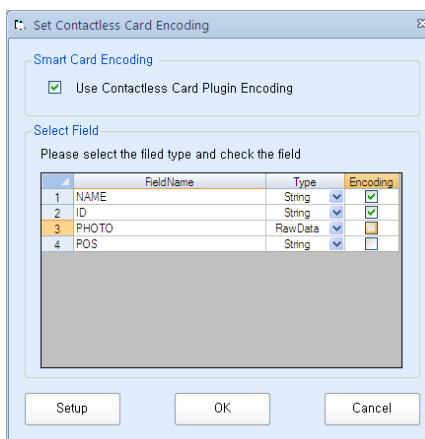 Set Contactless Card Encoding
Smart Card Encoding
Use Contactless Card Plugin Encoding
Select Field
Please select the filed type and check the field
FieldName Type Encoding
1 NAME String
2 ID String
3 PHOTO RawData
4 POS String
Setup OK Cancel